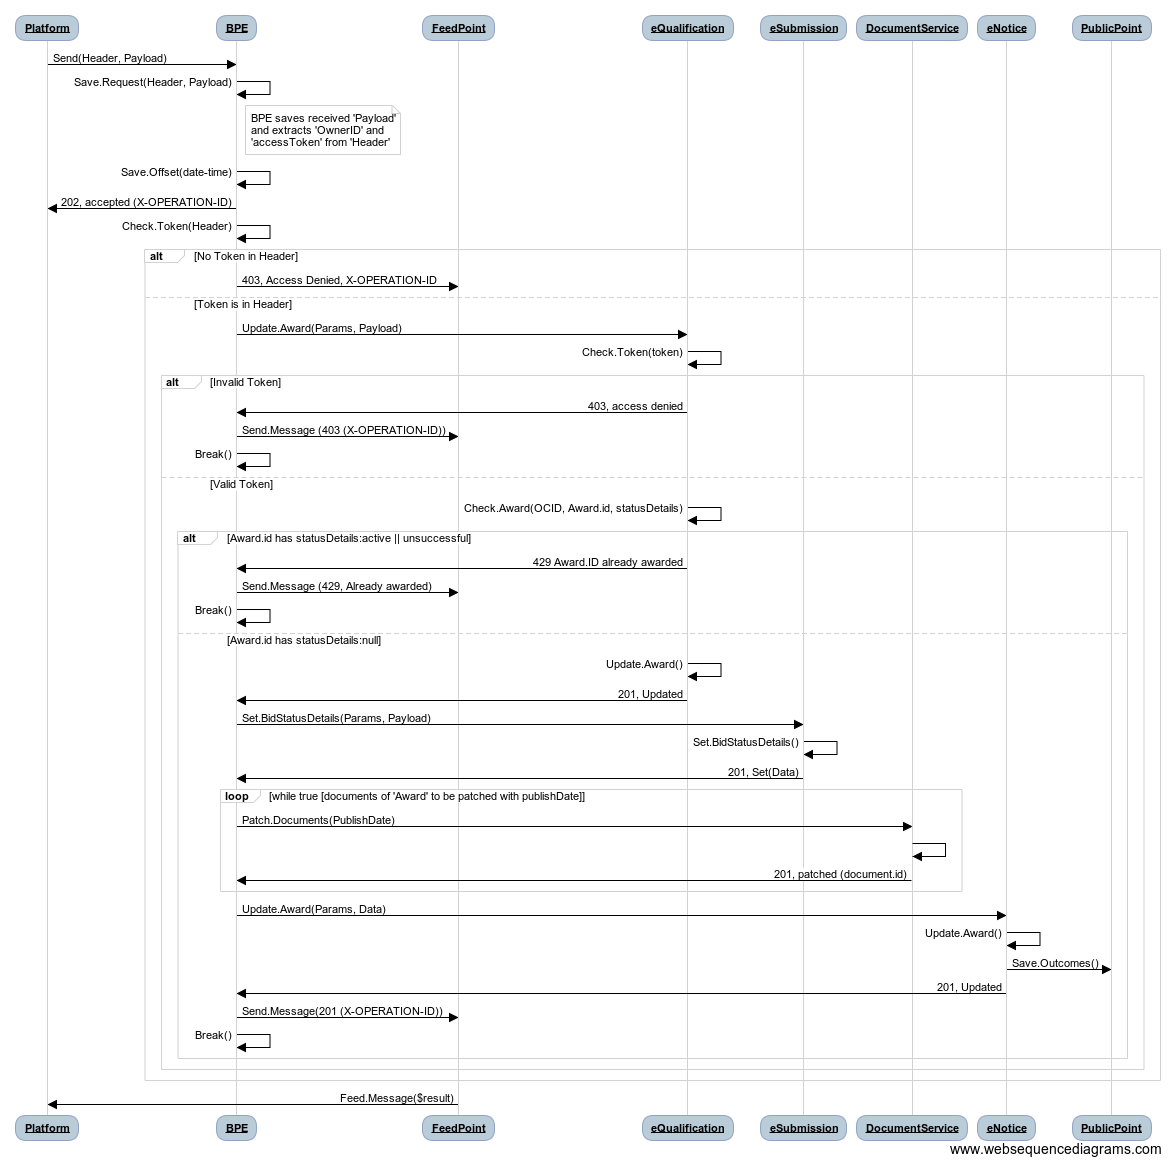 Platform
BPE
FeedPoint
eQualification
eSubmission
DocumentService
eNotice
PublicPoint
Send(Header, Payload)
Save.Request(Header, Payload)
BPE saves received 'Payload'
and extracts 'OwnerID' and
'accessToken' from 'Header'
Save.Offset(date-time)
202, accepted (X-OPERATION-ID)
Check.Token(Header)
alt [No Token in Header]
403, Access Denied, X-OPERATION-ID
[Token is in Header]
Update.Award(Params, Payload)
Check.Token(token)
alt [Invalid Token]
403, access denied
Send.Message (403 (X-OPERATION-ID))
Break()
[Valid Token]
Check.Award(OCID, Award.id, statusDetails)
alt [Award.id has statusDetails:active || unsuccessful]
429 Award.ID already awarded
Send.Message (429, Already awarded)
Break()
[Award.id has statusDetails:null]
Update.Award()
201, Updated
Set.BidStatusDetails(Params, Payload)
Set.BidStatusDetails()
201, Set(Data)
loop [while true [documents of 'Award' to be patched with publishDate]]
Patch.Documents(PublishDate)
201, patched (document.id)
Update.Award(Params, Data)
Update.Award()
Save.Outcomes()
201, Updated
Send.Message(201 (X-OPERATION-ID))
Break()
Feed.Message($result)
Platform
BPE
FeedPoint
eQualification
eSubmission
DocumentService
eNotice
PublicPoint
www.websequencediagrams.com